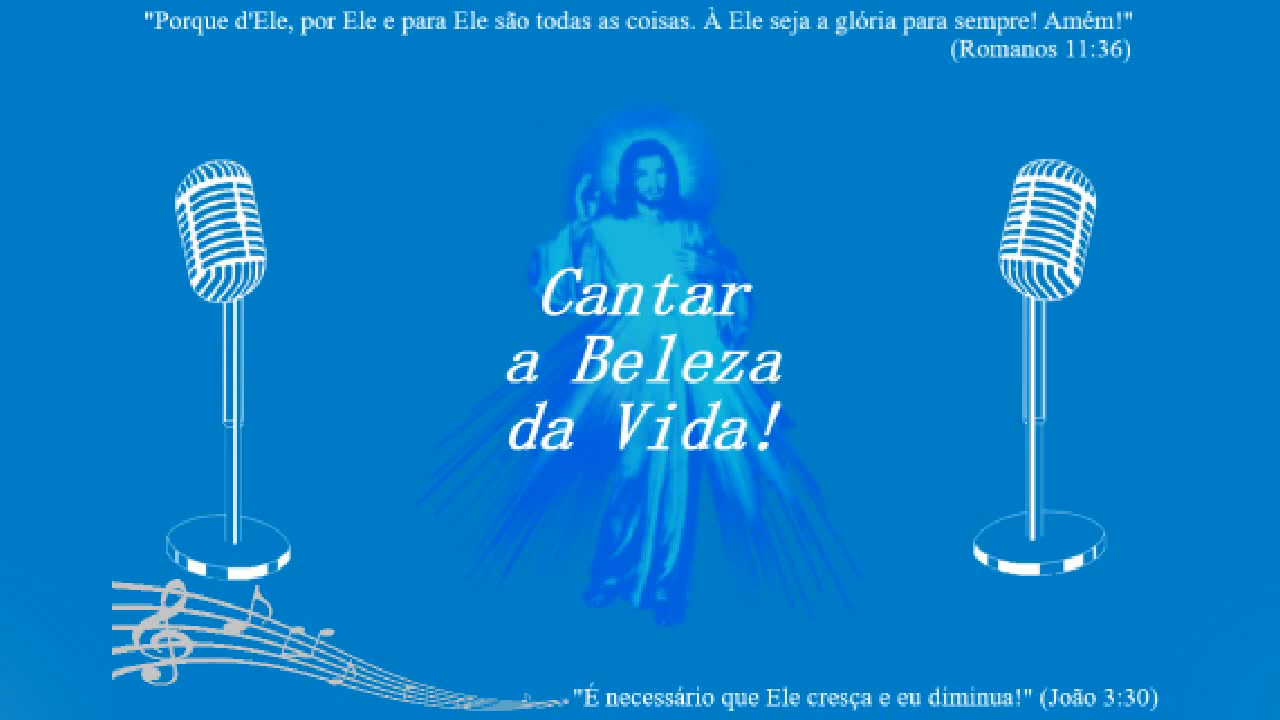 "Porque d'Ele, por Ele e para Ele são todas as coisas. À Ele seja a glória para sempre! Amém!"
(Romanos 11:36)
Cantar
a Beleza
da Vida!
"É necessário que Ele cresça e eu diminua!" (João 3:30)